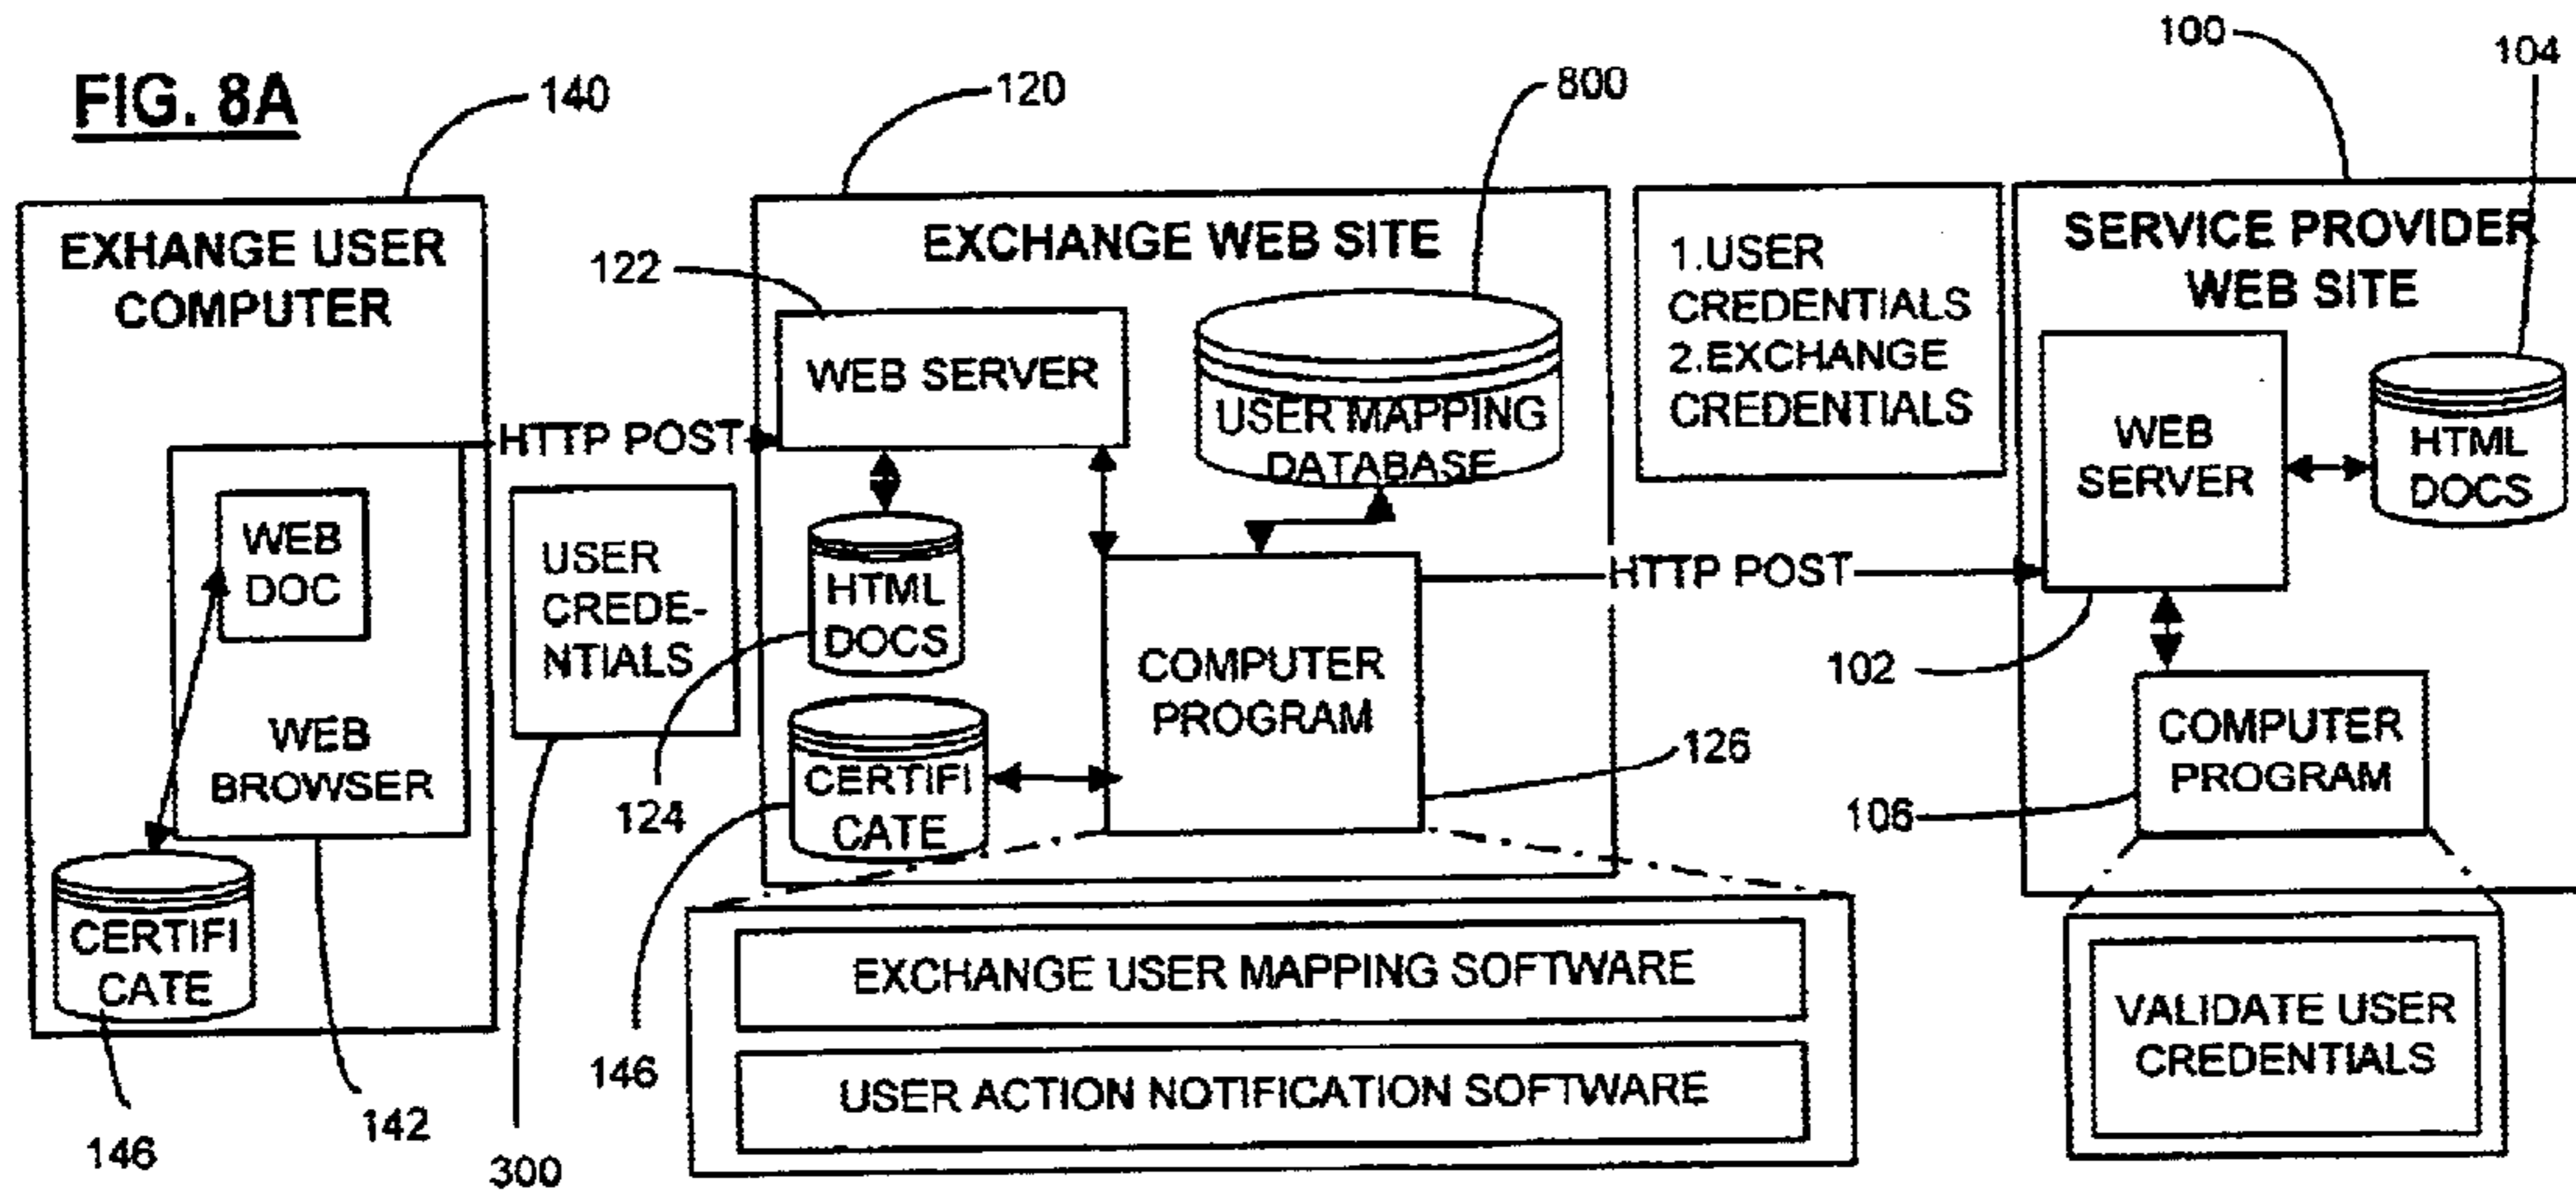 FIG. 8A
140
120
800
100
104
EXHANGE USER
COMPUTER
WEB
DOC
WEB
BROWSER
CERTIFI
CATE
146
142
HTTP POST
USER
CREDE-
NTIALS
300
EXCHANGE WEB SITE
122
WEB SERVER
USER MAPPING
DATABASE
HTML
DOCS
124
CERTIFI
CATE
146
COMPUTER
PROGRAM
126
EXCHANGE USER MAPPING SOFTWARE
USER ACTION NOTIFICATION SOFTWARE
1.USER
CREDENTIALS
2.EXCHANGE
CREDENTIALS
HTTP POST
SERVICE PROVIDER
WEB SITE
WEB
SERVER
HTML
DOCS
102
COMPUTER
PROGRAM
106
VALIDATE USER
CREDENTIALS